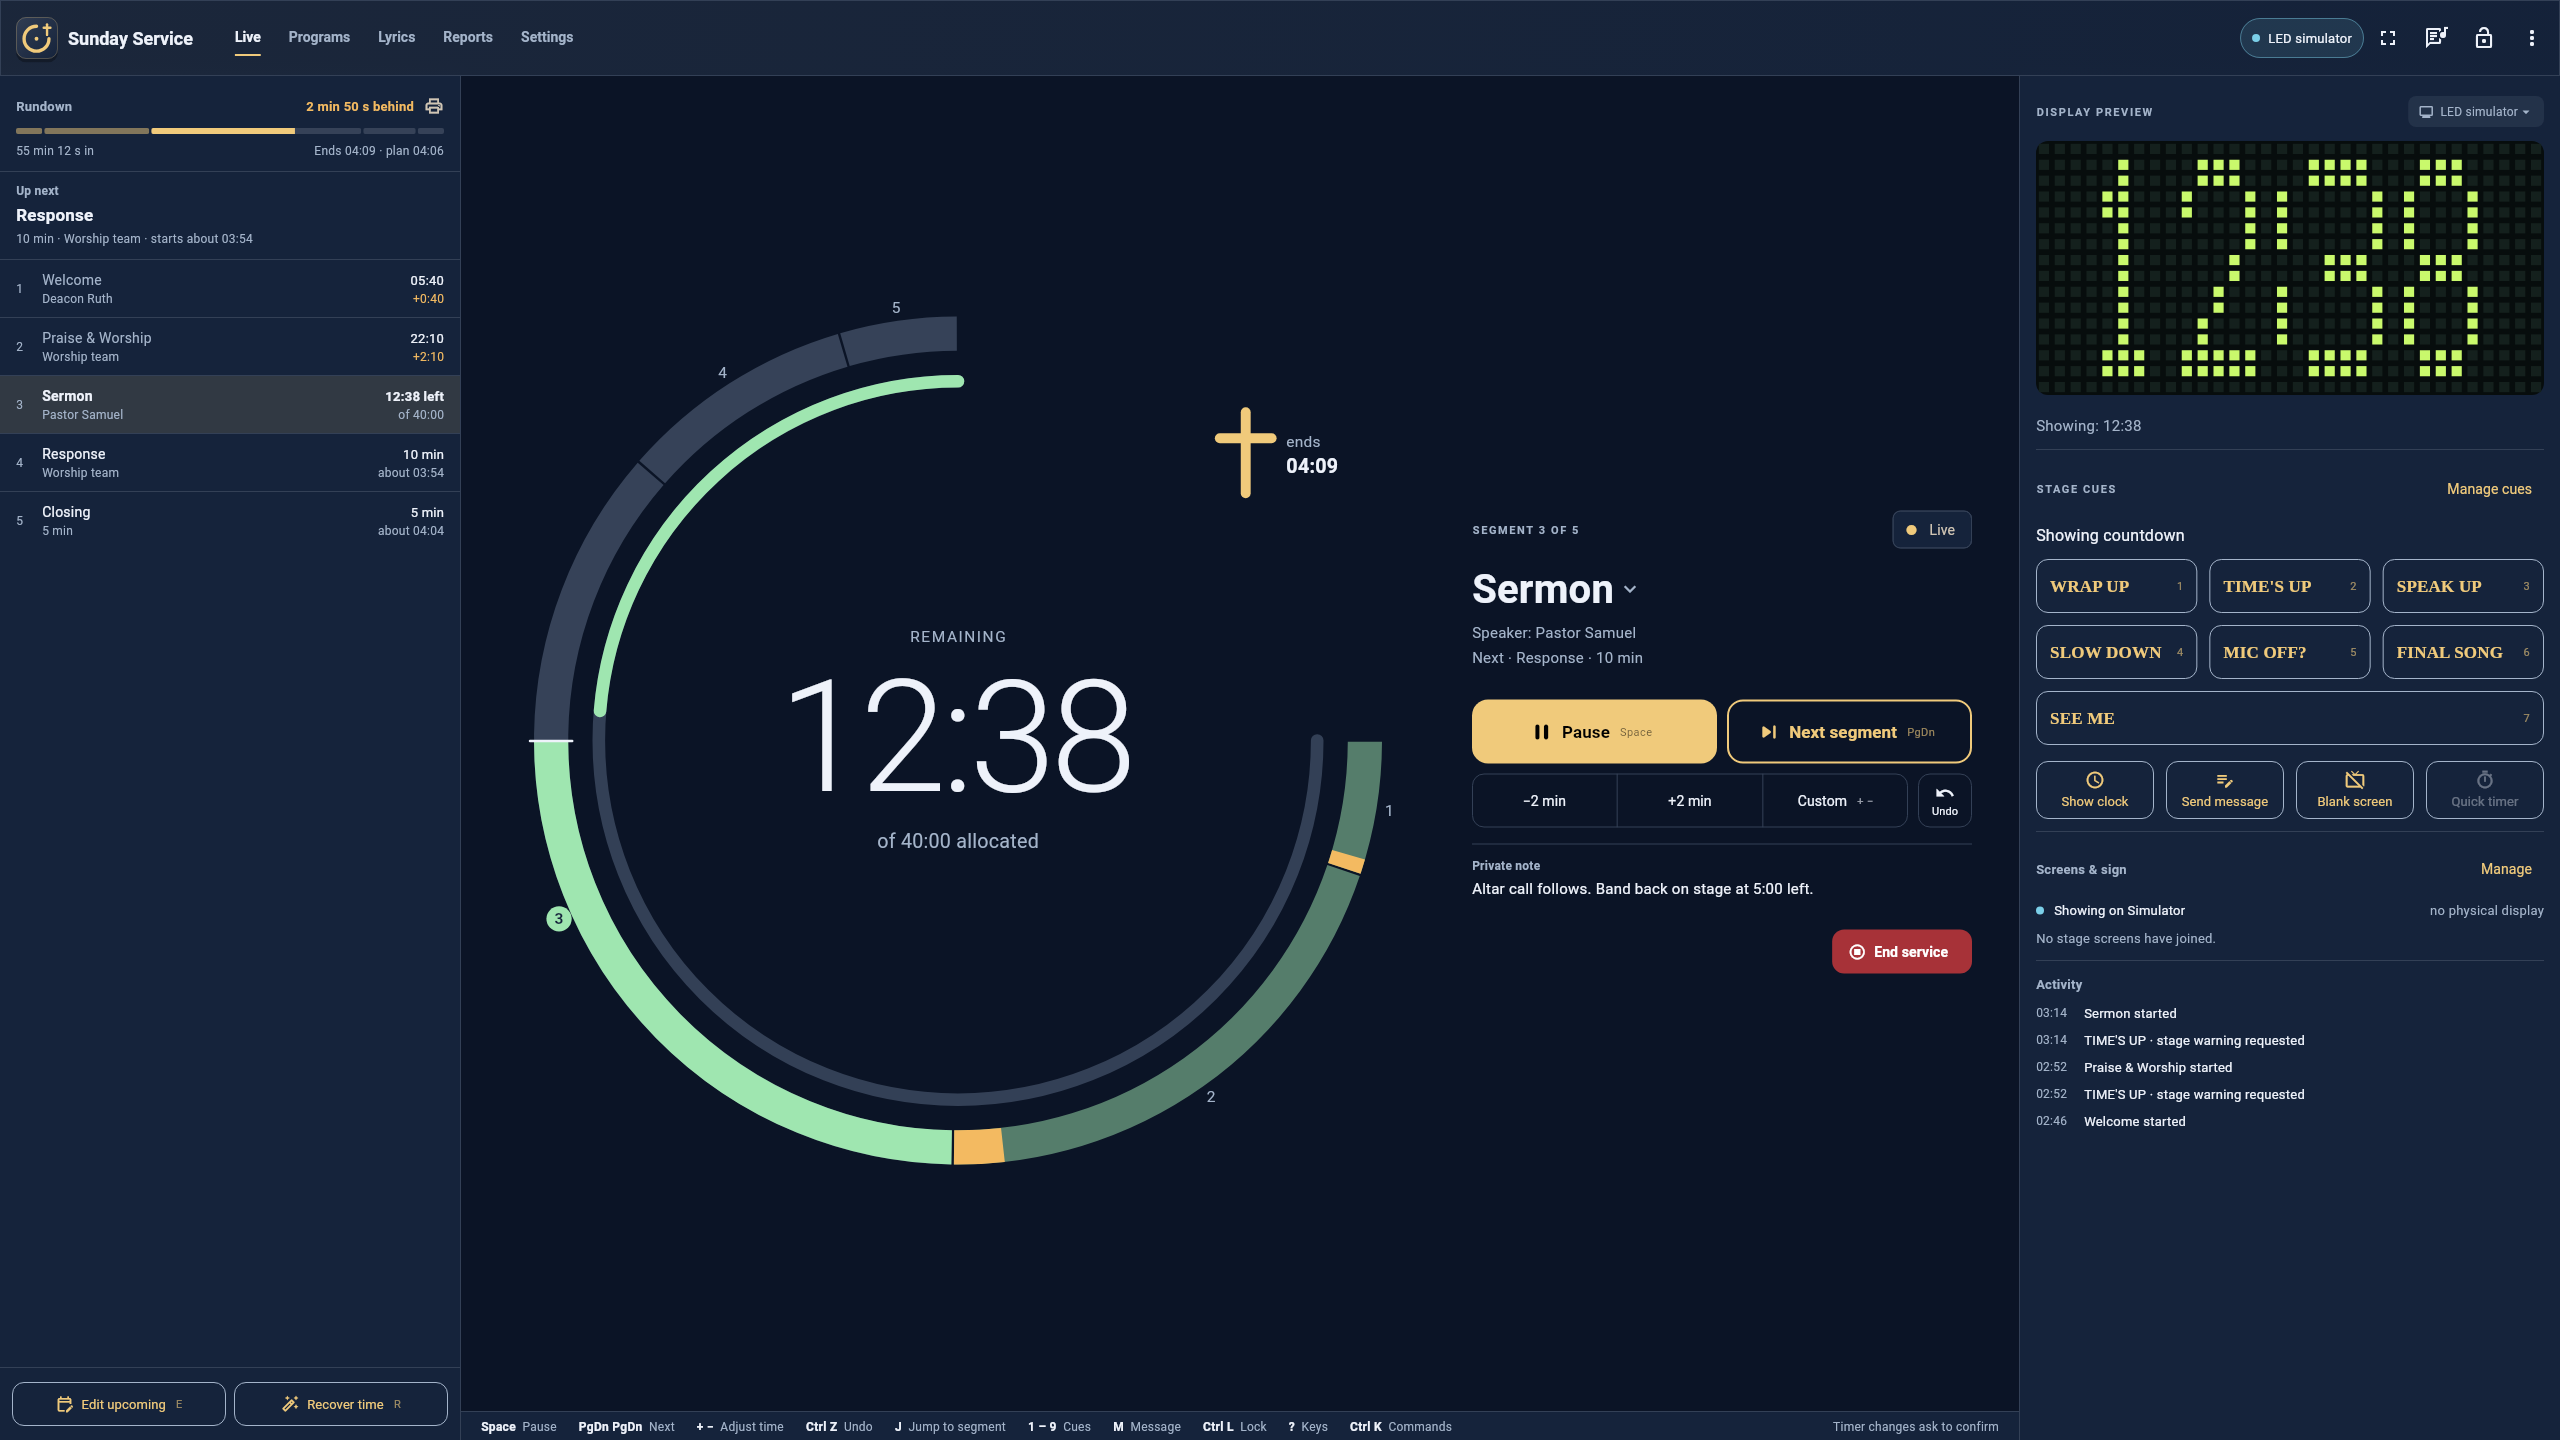 Sunday Service
Live
Programs
Lyrics
Reports
Settings
LED simulator
Rundown
2 min 50 s behind
55 min 12 s in
Ends 04:09 · plan 04:06
Up next
Response
10 min · Worship team · starts about 03:54
1 Welcome 05:40
Deacon Ruth +0:40
2 Praise & Worship 22:10
Worship team +2:10
3 Sermon 12:38 left
Pastor Samuel of 40:00
4 Response 10 min
Worship team about 03:54
5 Closing 5 min
5 min about 04:04
Edit upcoming E
Recover time R
5
4
ends
04:09
REMAINING
12:38
of 40:00 allocated
1
3
2
SEGMENT 3 OF 5
Live
Sermon
Speaker: Pastor Samuel
Next · Response · 10 min
Pause Space
Next segment PgDn
−2 min
+2 min
Custom + −
Undo
Private note
Altar call follows. Band back on stage at 5:00 left.
End service
Space Pause PgDn PgDn Next + − Adjust time Ctrl Z Undo J Jump to segment 1 – 9 Cues M Message Ctrl L Lock ? Keys Ctrl K Commands
Timer changes ask to confirm
DISPLAY PREVIEW
LED simulator
12:38
Showing: 12:38
STAGE CUES
Manage cues
Showing countdown
WRAP UP 1
TIME'S UP 2
SPEAK UP 3
SLOW DOWN 4
MIC OFF? 5
FINAL SONG 6
SEE ME 7
Show clock
Send message
Blank screen
Quick timer
Screens & sign
Manage
Showing on Simulator
no physical display
No stage screens have joined.
Activity
03:14 Sermon started
03:14 TIME'S UP · stage warning requested
02:52 Praise & Worship started
02:52 TIME'S UP · stage warning requested
02:46 Welcome started